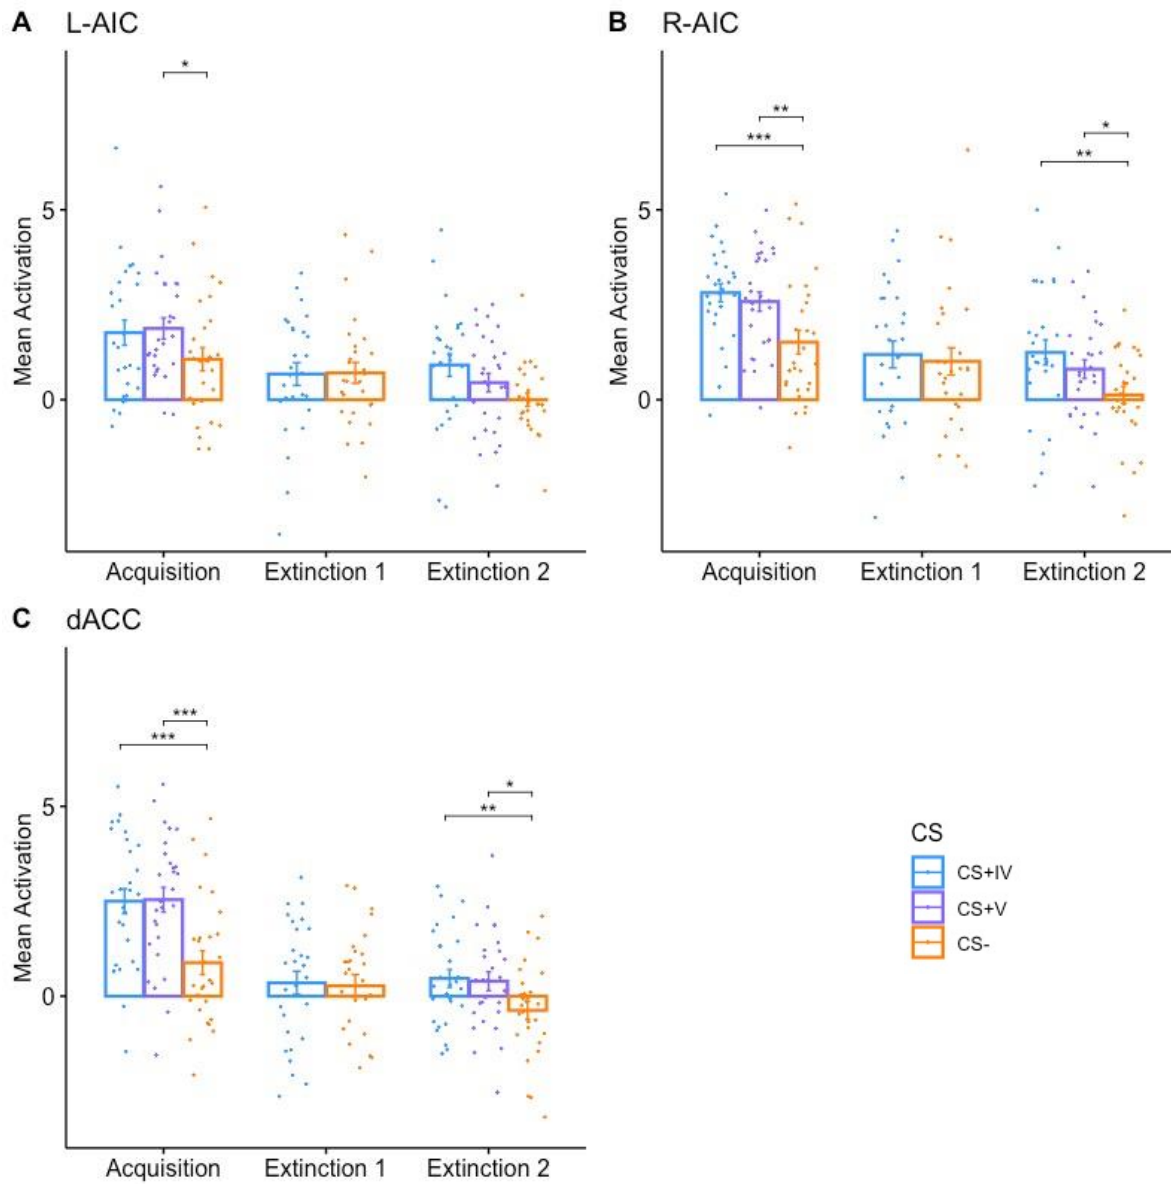 A L-AIC
*
5
0
Mean Activation
Acquisition Extinction 1 Extinction 2
B R-AIC
**
***
*
**
5
0
Mean Activation
Acquisition Extinction 1 Extinction 2
C dACC
***
***
*
**
5
0
Mean Activation
Acquisition Extinction 1 Extinction 2
CS
CS+IV
CS+V
CS-